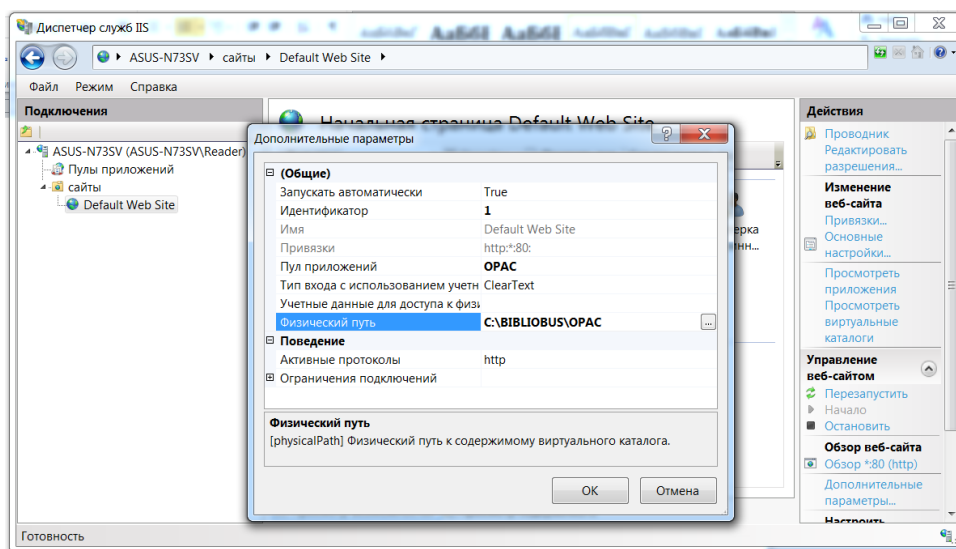 Диспетчер служб IIS
ASUS-N73SV
сайты
Default Web Site
Файл Режим Справка
Подключения
ASUS-N73SV (ASUS-N73SV\Reader)
Пулы приложений
сайты
Default Web Site
Начальная страница Default Web Site
Дополнительные параметры
(Общие)
Запускать автоматически True
Идентификатор 1
Имя Default Web Site
Привязки http:*:80:
Пул приложений OPAC
Тип входа с использованием учетн ClearText
Учетные данные для доступа к физи
Физический путь C:\BIBLIOBUS\OPAC ...
Поведение
Активные протоколы http
Ограничения подключений
Физический путь
[physicalPath] Физический путь к содержимому виртуального каталога.
OK Отмена
Действия
Проводник
Редактировать
разрешения...
Изменение
веб-сайта
Привязки...
Основные
настройки...
Просмотреть
приложения
Просмотреть
виртуальные
каталоги
Управление
веб-сайтом
Перезапустить
Начало
Остановить
Обзор веб-сайта
Обзор *:80 (http)
Дополнительные
параметры...
Настроить
Готовность